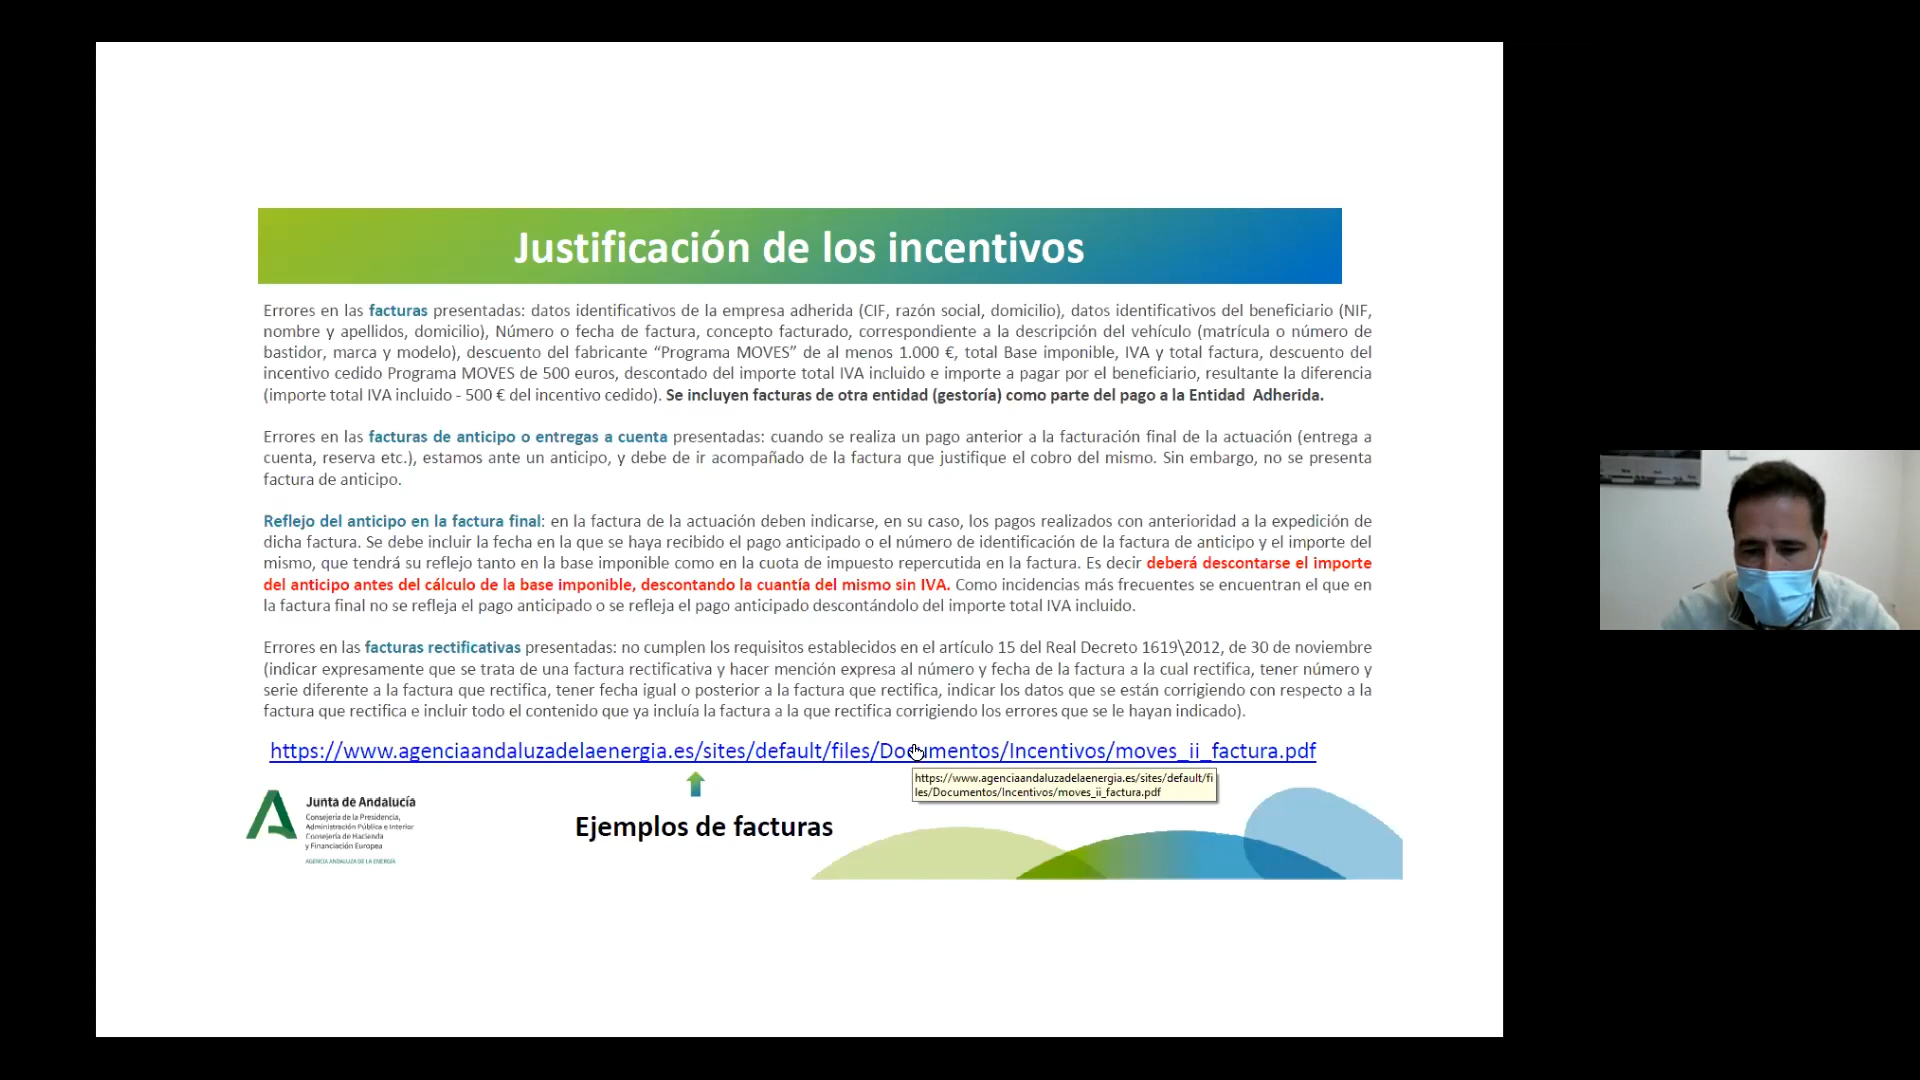 Justificación de los incentivos
Errores en las facturas presentadas: datos identificativos de la empresa adherida (CIF, razón social, domicilio), datos identificativos del beneficiario (NIF,
nombre y apellidos, domicilio), Número o fecha de factura, concepto facturado, correspondiente a la descripción del vehículo (matrícula o número de
bastidor, marca y modelo), descuento del fabricante “Programa MOVES” de al menos 1.000 €, total Base imponible, IVA y total factura, descuento del
incentivo cedido Programa MOVES de 500 euros, descontado del importe total IVA incluido e importe a pagar por el beneficiario, resultante la diferencia
(importe total IVA incluido - 500 € del incentivo cedido). Se incluyen facturas de otra entidad (gestoría) como parte del pago a la Entidad Adherida.
Errores en las facturas de anticipo o entregas a cuenta presentadas: cuando se realiza un pago anterior a la facturación final de la actuación (entrega a
cuenta, reserva etc.), estamos ante un anticipo, y debe de ir acompañado de la factura que justifique el cobro del mismo. Sin embargo, no se presenta
factura de anticipo.
Reflejo del anticipo en la factura final: en la factura de la actuación deben indicarse, en su caso, los pagos realizados con anterioridad a la expedición de
dicha factura. Se debe incluir la fecha en la que se haya recibido el pago anticipado o el número de identificación de la factura de anticipo y el importe del
mismo, que tendrá su reflejo tanto en la base imponible como en la cuota de impuesto repercutida en la factura. Es decir deberá descontarse el importe
del anticipo antes del cálculo de la base imponible, descontando la cuantía del mismo sin IVA. Como incidencias más frecuentes se encuentran el que en
la factura final no se refleja el pago anticipado o se refleja el pago anticipado descontándolo del importe total IVA incluido.
Errores en las facturas rectificativas presentadas: no cumplen los requisitos establecidos en el artículo 15 del Real Decreto 1619\2012, de 30 de noviembre
(indicar expresamente que se trata de una factura rectificativa y hacer mención expresa al número y fecha de la factura a la cual rectifica, tener número y
serie diferente a la factura que rectifica, tener fecha igual o posterior a la factura que rectifica, indicar los datos que se están corrigiendo con respecto a la
factura que rectifica e incluir todo el contenido que ya incluía la factura a la que rectifica corrigiendo los errores que se le hayan indicado).
https://www.agenciaandaluzadelaenergia.es/sites/default/files/Documentos/Incentivos/moves_ii_factura.pdf
https://www.agenciaandaluzadelaenergia.es/sites/default/fi
les/Documentos/Incentivos/moves_ii_factura.pdf
Junta de Andalucía
Consejería de la Presidencia,
Administración Pública e Interior
Consejería de Hacienda
y Financiación Europea
AGENCIA ANDALUZA DE LA ENERGÍA
Ejemplos de facturas